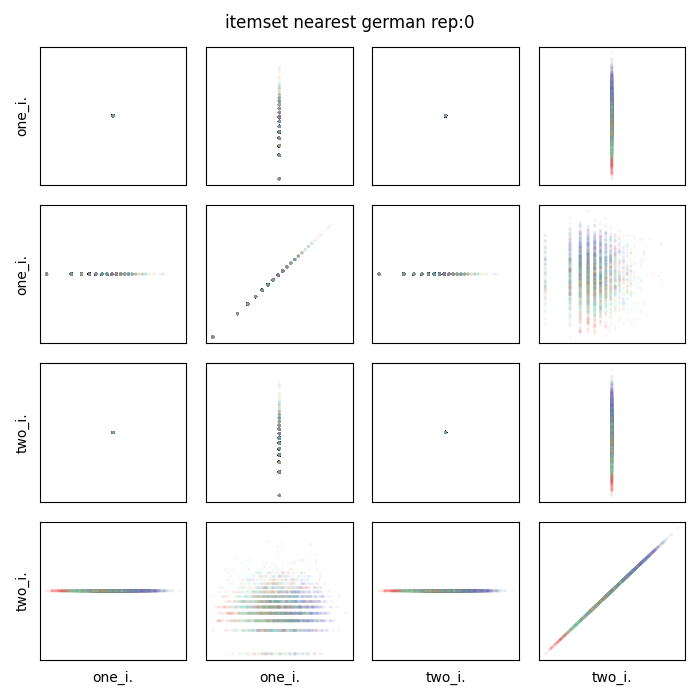 itemset nearest german rep:0
one_i.
one_i.
two_i.
two_i.
one_i. one_i. two_i. two_i.